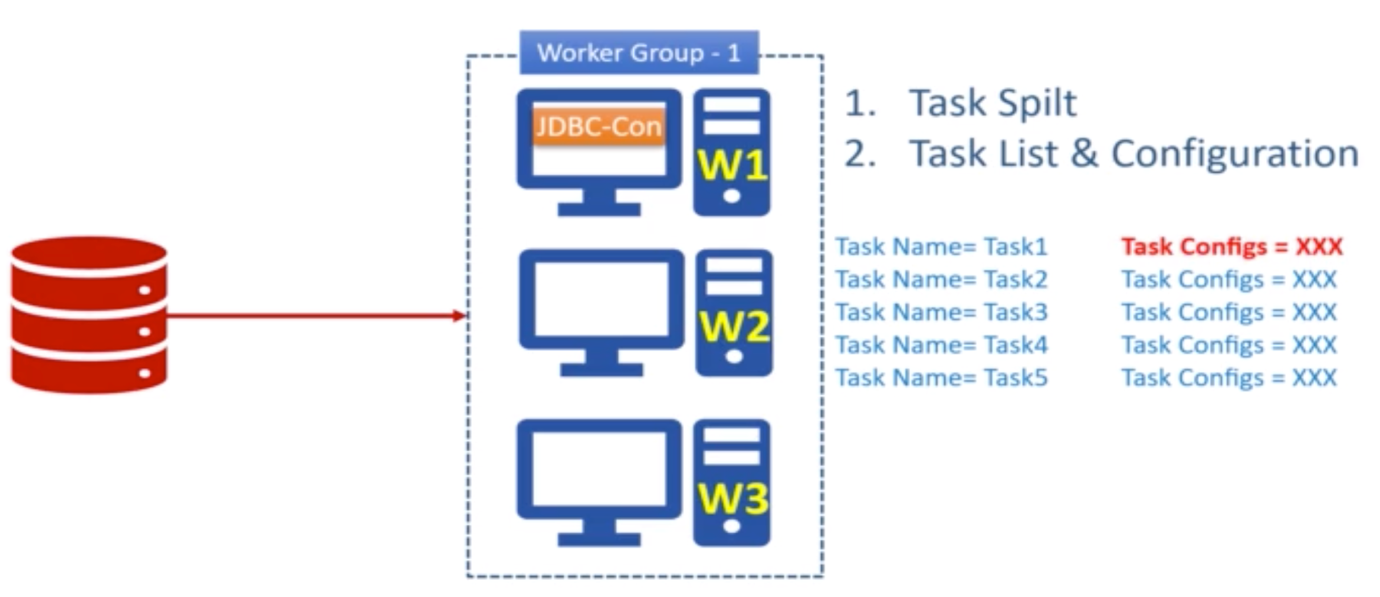 Worker Group - 1
JDBC-Con
W1
W2
W3
1. Task Spilt
2. Task List & Configuration
Task Name= Task1 Task Configs = XXX
Task Name= Task2 Task Configs = XXX
Task Name= Task3 Task Configs = XXX
Task Name= Task4 Task Configs = XXX
Task Name= Task5 Task Configs = XXX